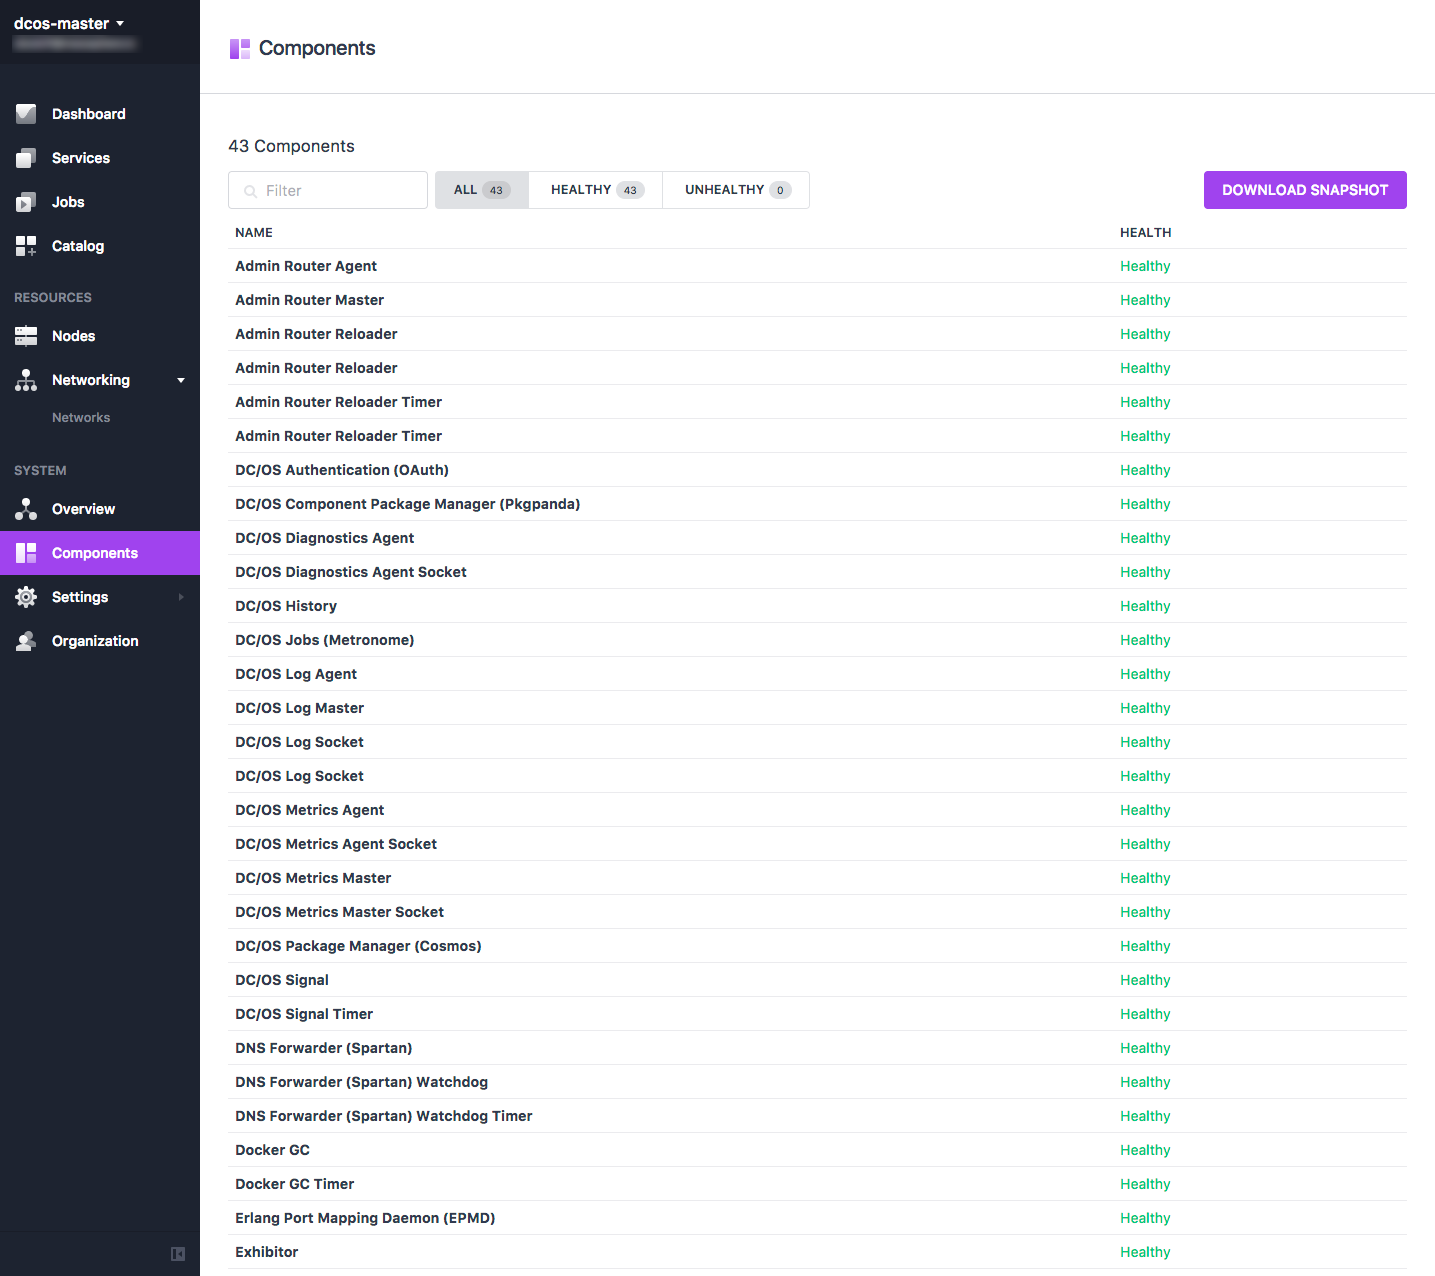 dcos-master
Dashboard
Services
Jobs
Catalog
RESOURCES
Nodes
Networking
Networks
SYSTEM
Overview
Components
Settings
Organization
Components
43 Components
Filter
ALL 43
HEALTHY 43
UNHEALTHY 0
DOWNLOAD SNAPSHOT
NAME HEALTH
Admin Router Agent Healthy
Admin Router Master Healthy
Admin Router Reloader Healthy
Admin Router Reloader Healthy
Admin Router Reloader Timer Healthy
Admin Router Reloader Timer Healthy
DC/OS Authentication (OAuth) Healthy
DC/OS Component Package Manager (Pkgpanda) Healthy
DC/OS Diagnostics Agent Healthy
DC/OS Diagnostics Agent Socket Healthy
DC/OS History Healthy
DC/OS Jobs (Metronome) Healthy
DC/OS Log Agent Healthy
DC/OS Log Master Healthy
DC/OS Log Socket Healthy
DC/OS Log Socket Healthy
DC/OS Metrics Agent Healthy
DC/OS Metrics Agent Socket Healthy
DC/OS Metrics Master Healthy
DC/OS Metrics Master Socket Healthy
DC/OS Package Manager (Cosmos) Healthy
DC/OS Signal Healthy
DC/OS Signal Timer Healthy
DNS Forwarder (Spartan) Healthy
DNS Forwarder (Spartan) Watchdog Healthy
DNS Forwarder (Spartan) Watchdog Timer Healthy
Docker GC Healthy
Docker GC Timer Healthy
Erlang Port Mapping Daemon (EPMD) Healthy
Exhibitor Healthy